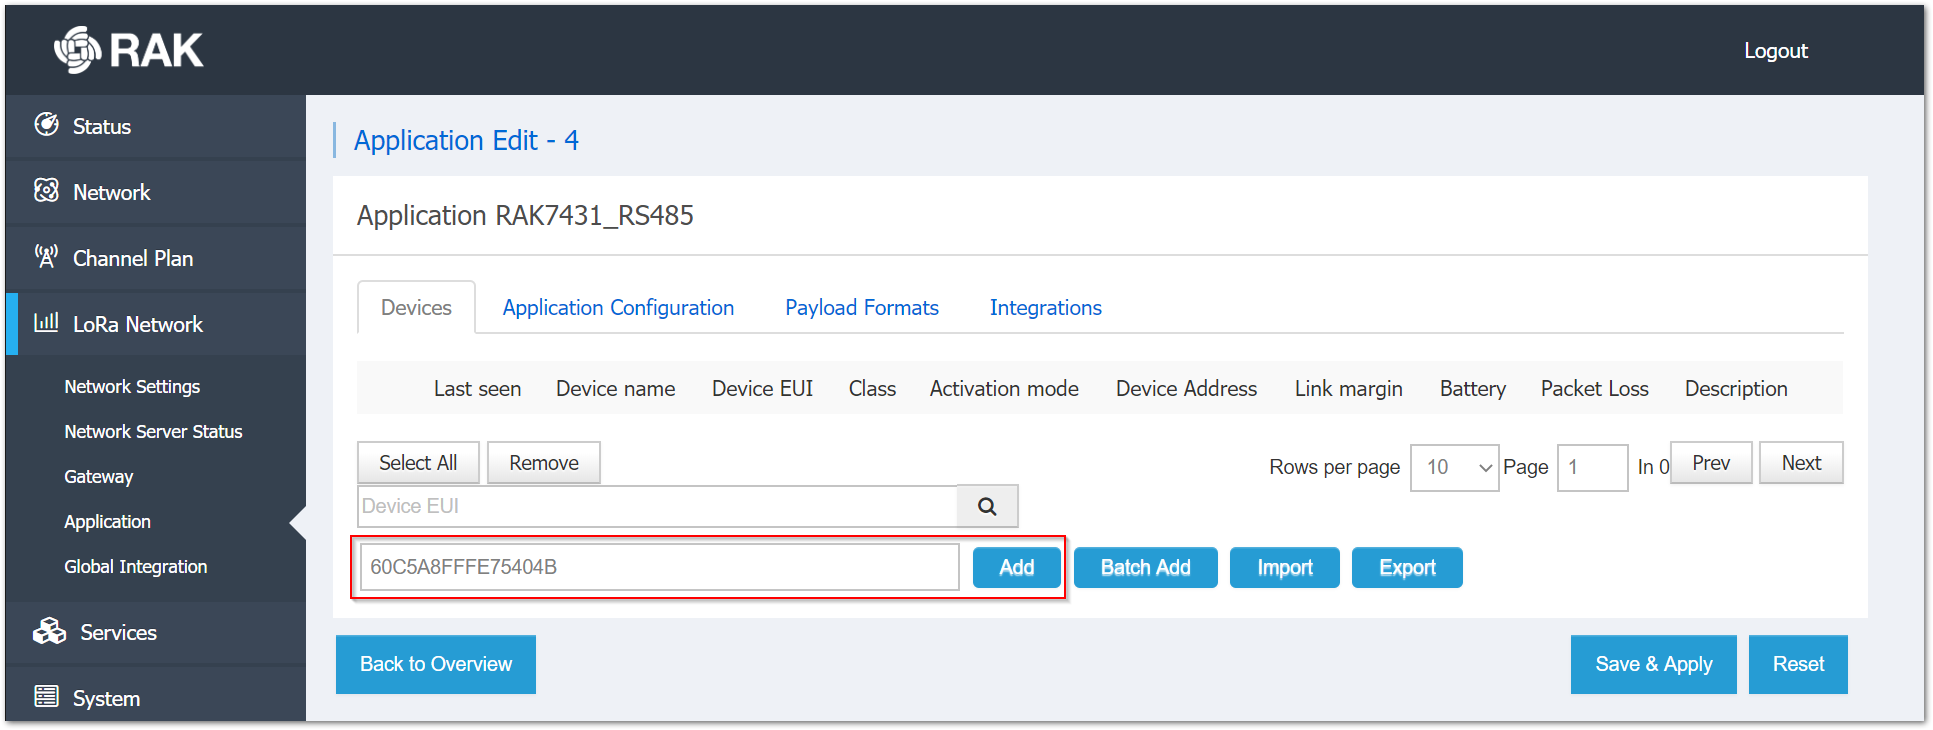 RAK
Logout
Status
Network
Channel Plan
LoRa Network
Network Settings
Network Server Status
Gateway
Application
Global Integration
Services
System
Application Edit - 4
Application RAK7431_RS485
Devices Application Configuration Payload Formats Integrations
Last seen Device name Device EUI Class Activation mode Device Address Link margin Battery Packet Loss Description
Select All Remove Rows per page 10 Page 1 In 0 Prev Next
Device EUI
60C5A8FFFE75404B Add Batch Add Import Export
Back to Overview Save & Apply Reset